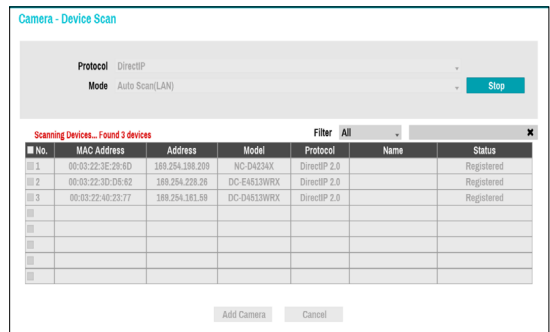 Camera - Device Scan
Protocol DirectIP
Mode Auto Scan(LAN) Stop
Scanning Devices... Found 3 devices Filter All
No. MAC Address Address Model Protocol Name Status
1 00:03:22:3E:29:6D 169.254.198.209 NC-D4234X DirectIP 2.0 Registered
2 00:03:22:3D:D5:62 169.254.228.26 DC-E4513WRX DirectIP 2.0 Registered
3 00:03:22:40:23:77 169.254.161.59 DC-D4513WRX DirectIP 2.0 Registered
Add Camera Cancel